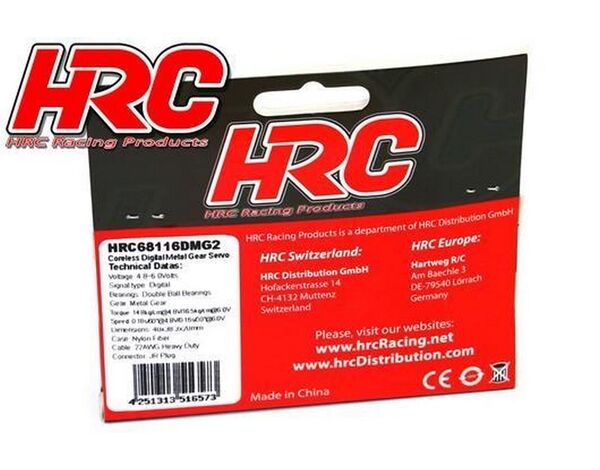 HRC
HRC Racing Products
HRC
HRC Racing Products
HRC Racing Products is a department of HRC Distribution GmbH
HRC Switzerland:
HRC Distribution GmbH
Hofackerstrasse 14
CH-4132 Muttenz
Switzerland
HRC Europe:
Hartweg R/C
Am Baechle 3
DE-79540 Lörrach
Germany
Please, visit our websites:
www.hrcRacing.net
www.hrcDistribution.com
Made in China
CE
HRC68116DMG2
Coreless Digital Metal Gear Servo
Technical Datas:
Voltage: 4.8~6.0Volts
Signal type: Digital
Bearings: Double Ball Bearings
Gear: Metal Gear
Case: Nylon Fiber
Cable: 22AWG Heavy Duty
Connector: JR Plug
4 251313 516573